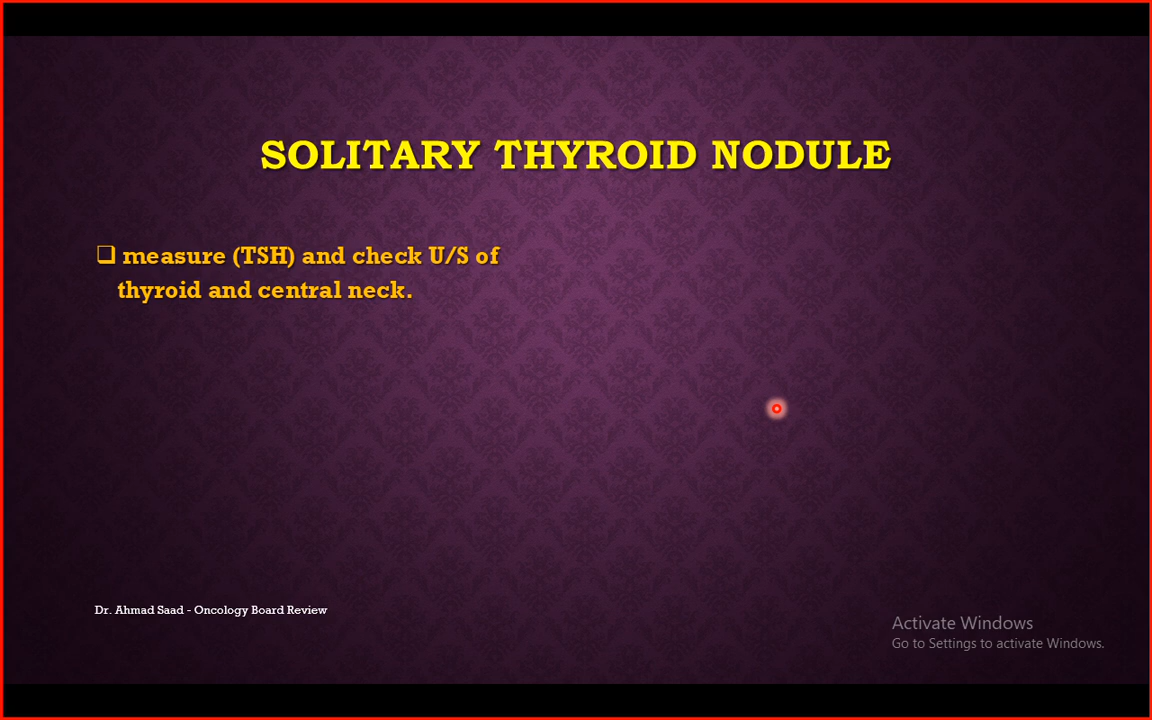 SOLITARY THYROID NODULE
❑ measure (TSH) and check U/S of
thyroid and central neck.
Dr. Ahmad Saad - Oncology Board Review
Activate Windows
Go to Settings to activate Windows.